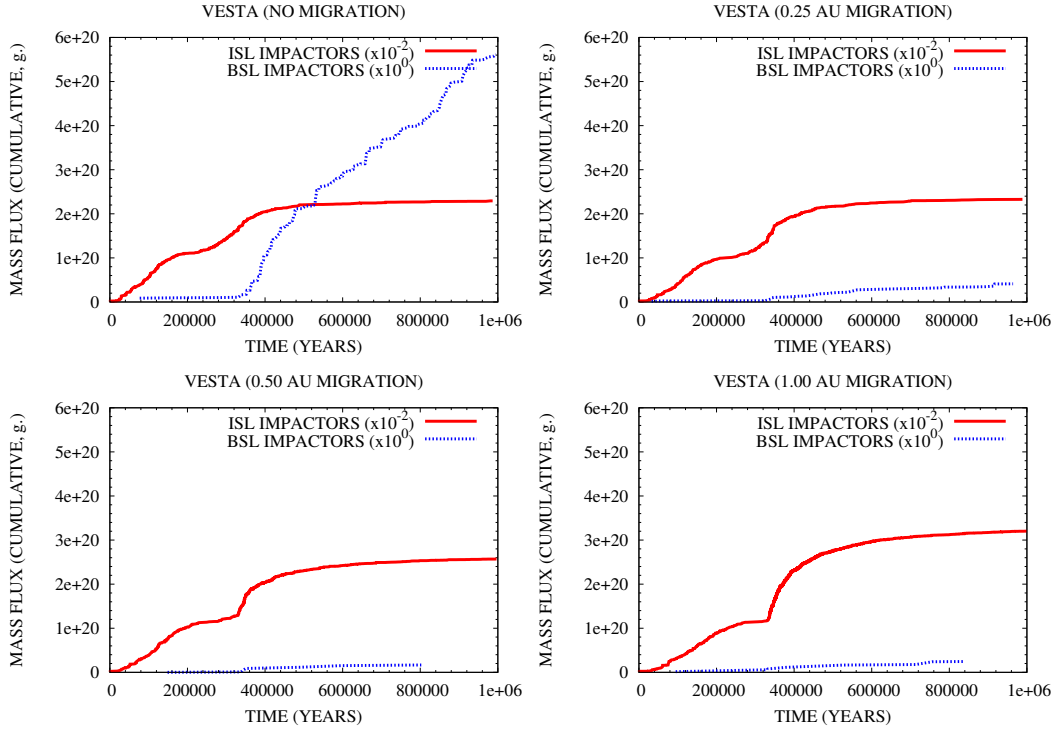 VESTA (NO MIGRATION)
MASS FLUX (CUMULATIVE, g.)
6e+20
5e+20
4e+20
3e+20
2e+20
1e+20
0
ISL IMPACTORS (x10^-2)
BSL IMPACTORS (x10^0)
0 200000 400000 600000 800000 1e+06
TIME (YEARS)
VESTA (0.25 AU MIGRATION)
MASS FLUX (CUMULATIVE, g.)
6e+20
5e+20
4e+20
3e+20
2e+20
1e+20
0
ISL IMPACTORS (x10^-2)
BSL IMPACTORS (x10^0)
0 200000 400000 600000 800000 1e+06
TIME (YEARS)
VESTA (0.50 AU MIGRATION)
MASS FLUX (CUMULATIVE, g.)
6e+20
5e+20
4e+20
3e+20
2e+20
1e+20
0
ISL IMPACTORS (x10^-2)
BSL IMPACTORS (x10^0)
0 200000 400000 600000 800000 1e+06
TIME (YEARS)
VESTA (1.00 AU MIGRATION)
MASS FLUX (CUMULATIVE, g.)
6e+20
5e+20
4e+20
3e+20
2e+20
1e+20
0
ISL IMPACTORS (x10^-2)
BSL IMPACTORS (x10^0)
0 200000 400000 600000 800000 1e+06
TIME (YEARS)